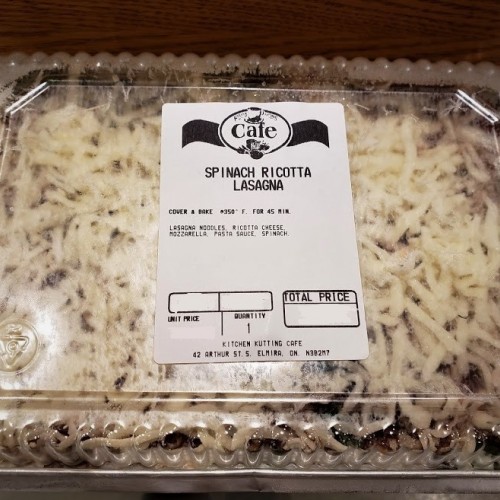 Cafe
SPINACH RICOTTA
LASAGNA
COVER & BAKE @350° F. FOR 45 MIN.
LASAGNA NOODLES, RICOTTA CHEESE,
MOZZARELLA, PASTA SAUCE, SPINACH.
TOTAL PRICE
UNIT PRICE
QUANTITY
1
KITCHEN KUTTING CAFE
42 ARTHUR ST.S, ELMIRA, ON. N3B2M7